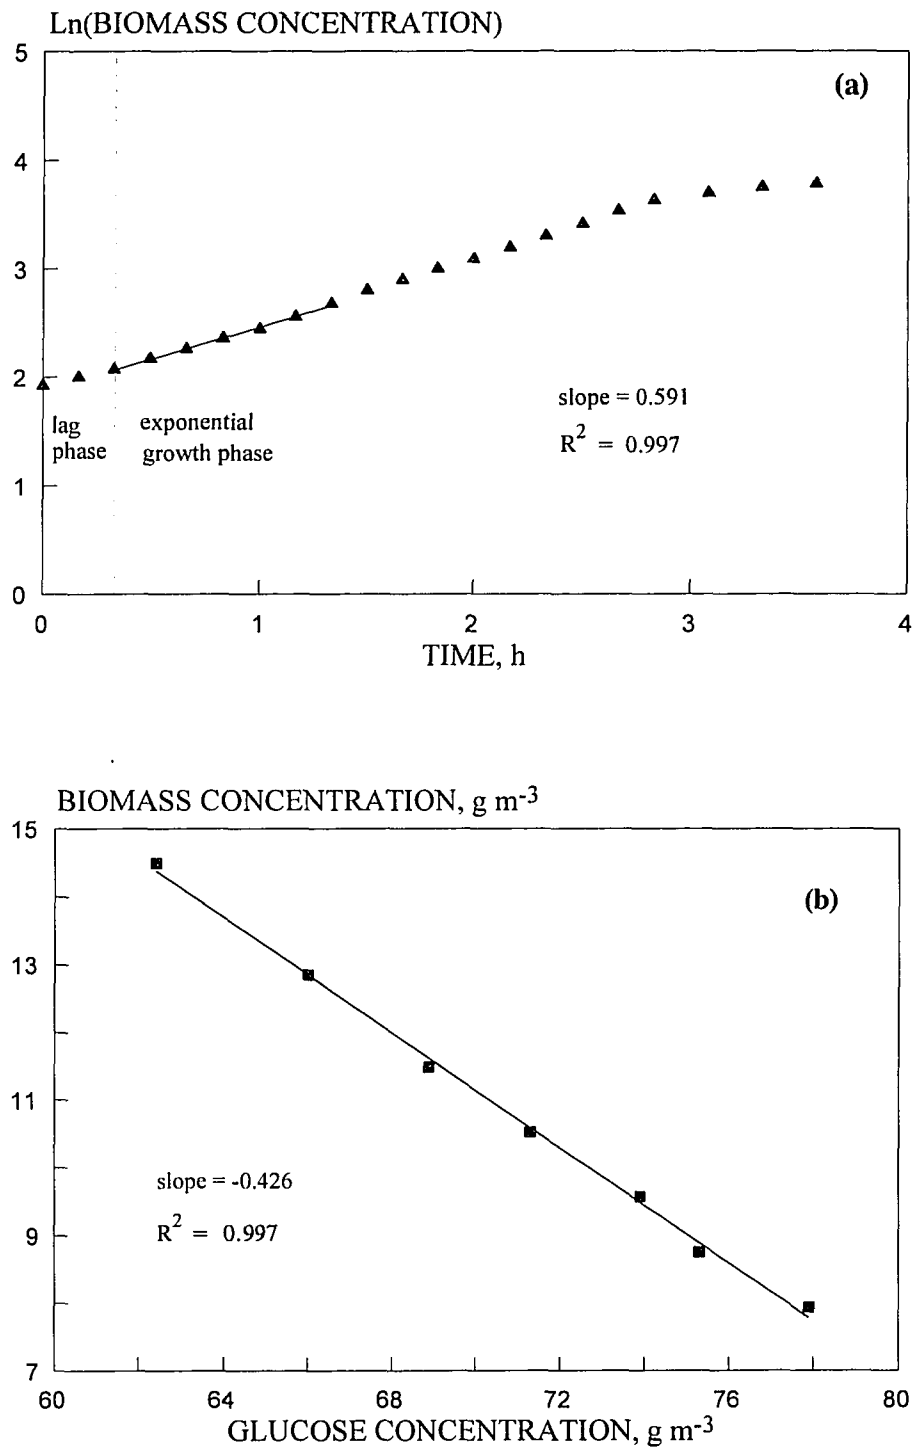 Ln(BIOMASS CONCENTRATION)
5
(a)
4
3
2
slope = 0.591
lag
exponential
R² = 0.997
phase
growth phase
1
0
0 1 2 3 4
TIME, h
BIOMASS CONCENTRATION, g m⁻³
15
(b)
13
11
slope = -0.426
R² = 0.997
9
7
60 64 68 72 76 80
GLUCOSE CONCENTRATION, g m⁻³